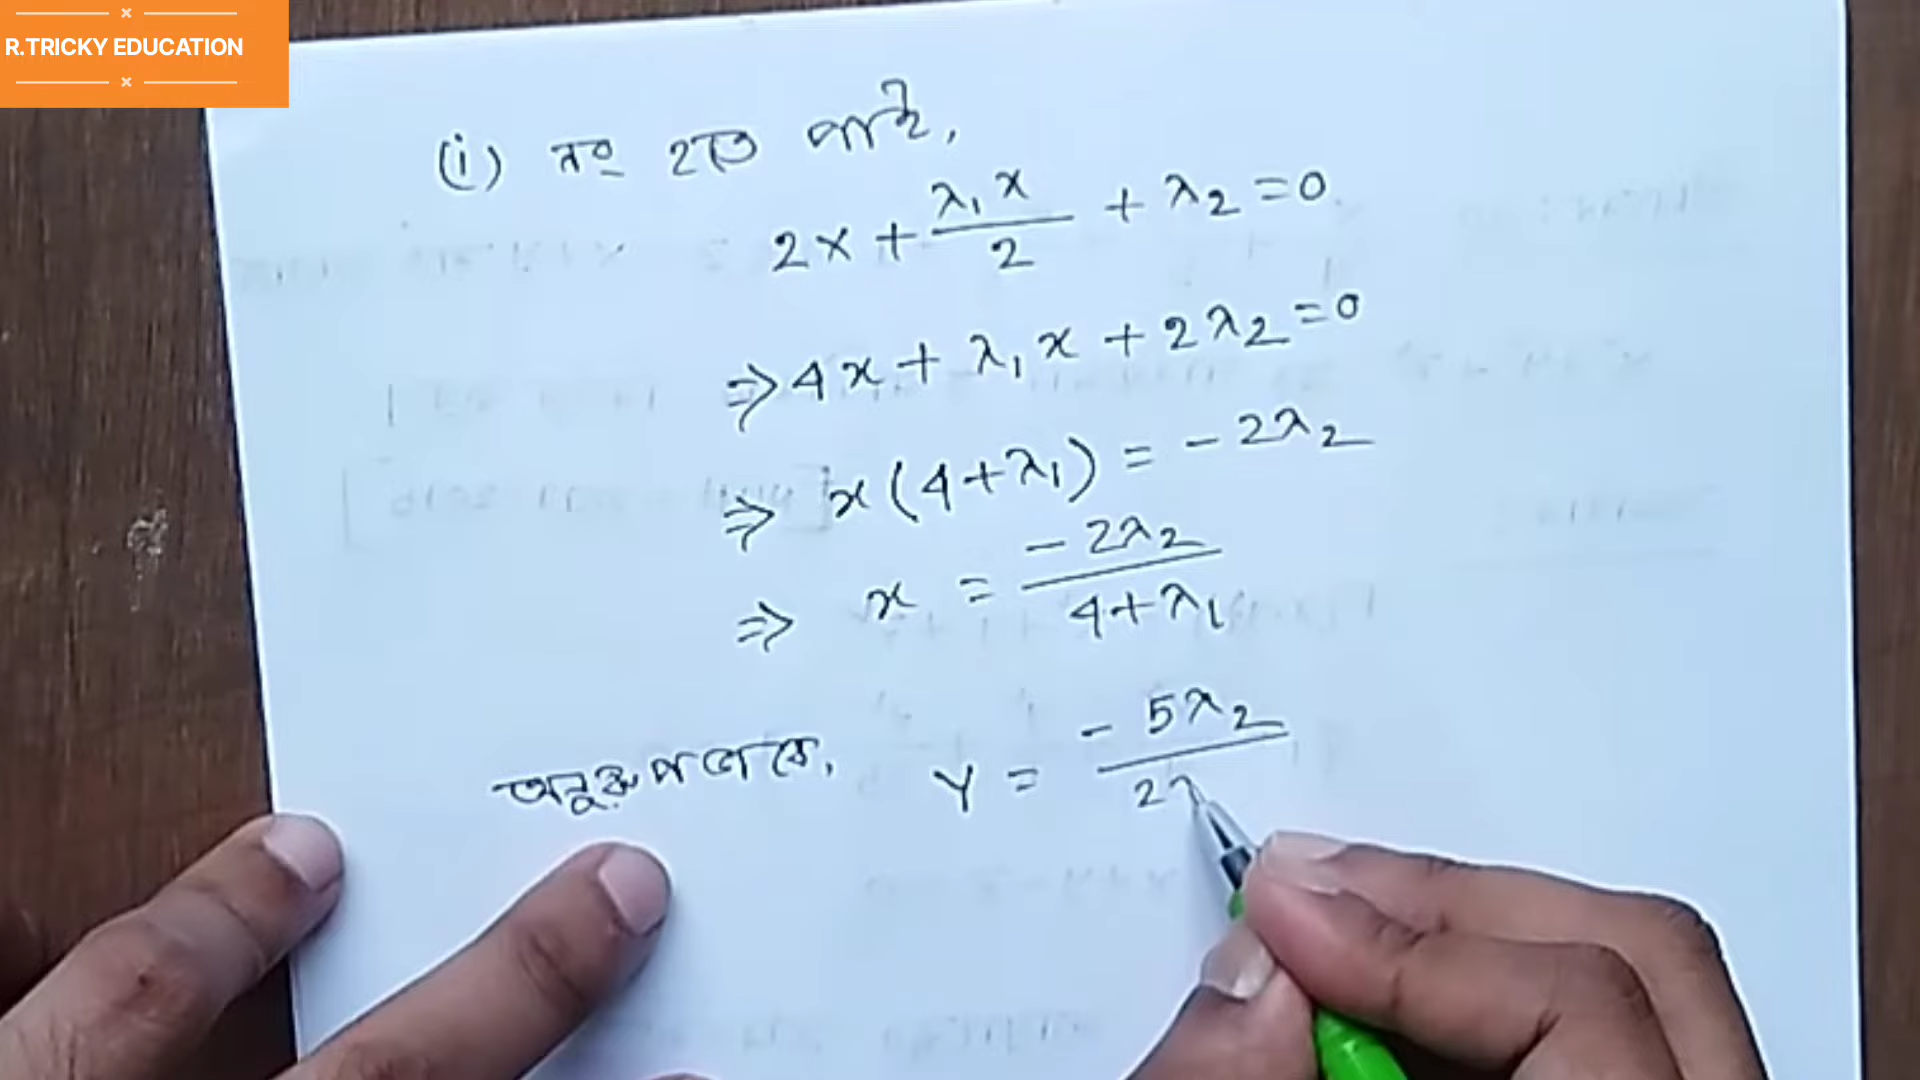 R.TRICKY EDUCATION
(i) নং হতে পাই,
2x + λ₁x/2 + λ₂ = 0
⇒ 4x + λ₁x + 2λ₂ = 0
⇒ x(4+λ₁) = -2λ₂
⇒ x = -2λ₂/4+λ₁
অনুরূপভাবে, y = -5λ₂/2λ